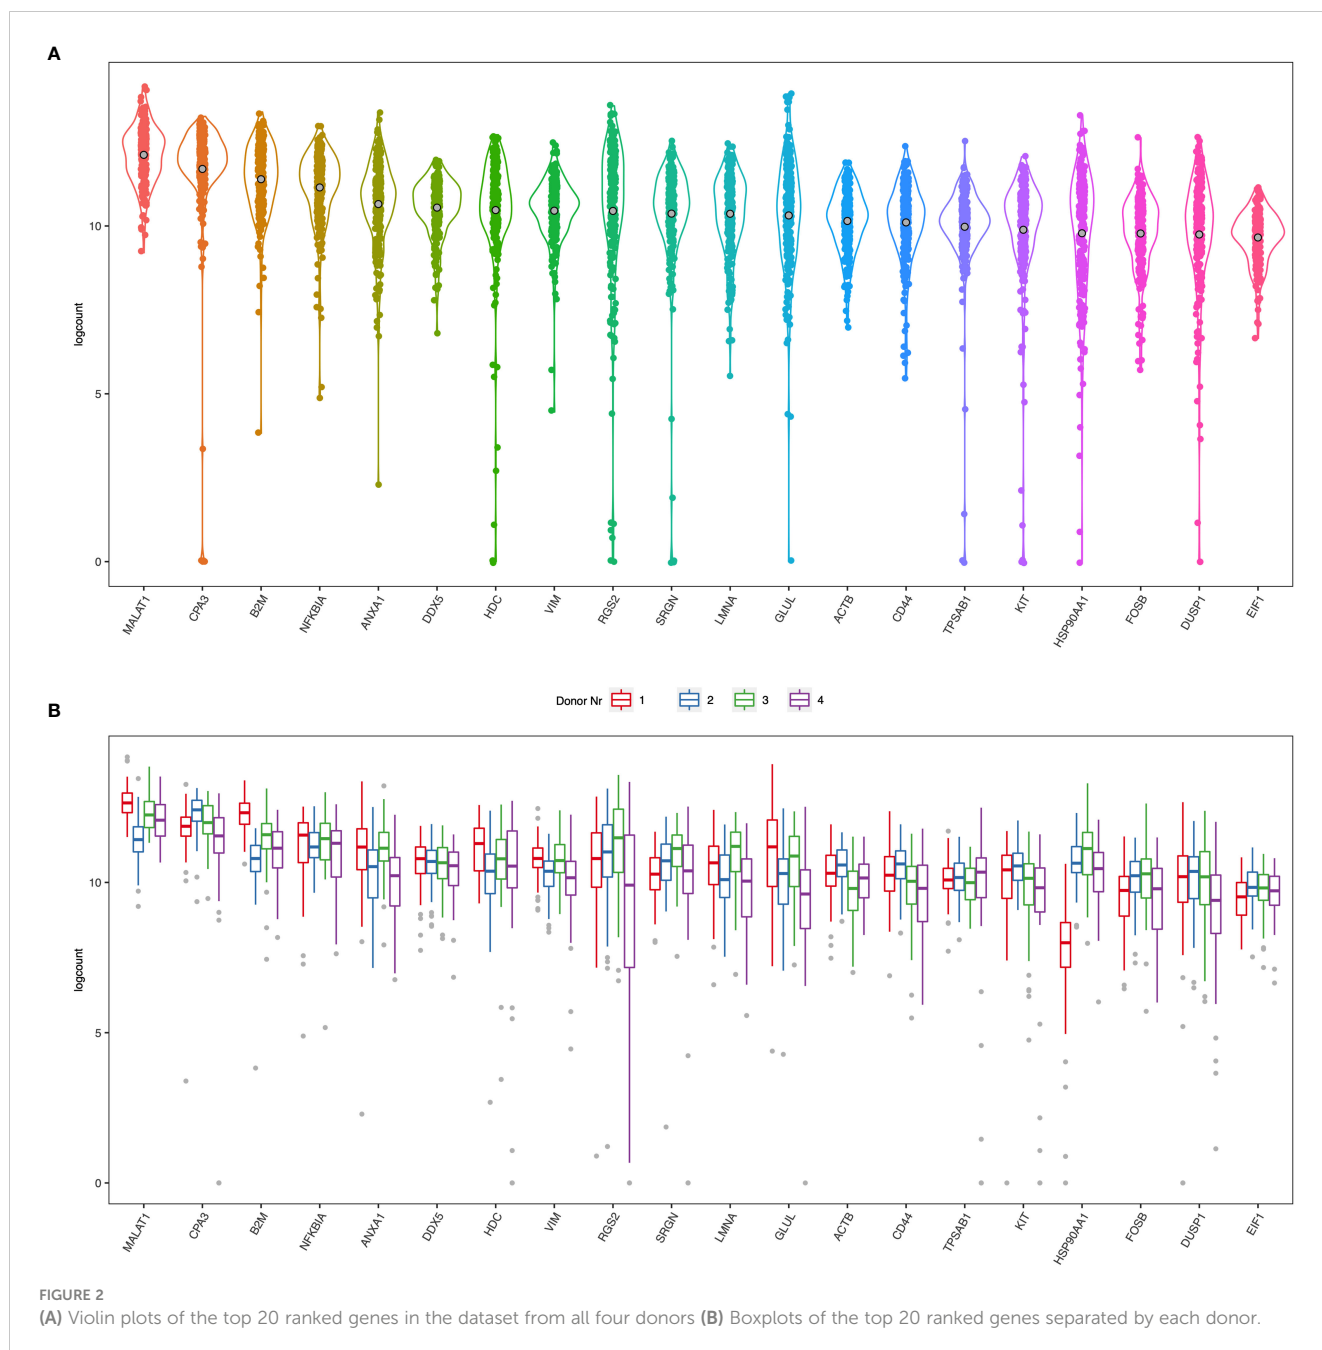 A
logcount
10
5
0
MALAT1
CPA3
B2M
NFKBIA
ANXA1
DDX5
HDC
VIM
RGS2
SRGN
LMNA
GLUL
ACTB
CD44
TPSAB1
KIT
HSP90AA1
FOSB
DUSP1
EIF1
Donor Nr 1 2 3 4
B
logcount
10
5
0
MALAT1
CPA3
B2M
NFKBIA
ANXA1
DDX5
HDC
VIM
RGS2
SRGN
LMNA
GLUL
ACTB
CD44
TPSAB1
KIT
HSP90AA1
FOSB
DUSP1
EIF1
FIGURE 2
(A) Violin plots of the top 20 ranked genes in the dataset from all four donors (B) Boxplots of the top 20 ranked genes separated by each donor.